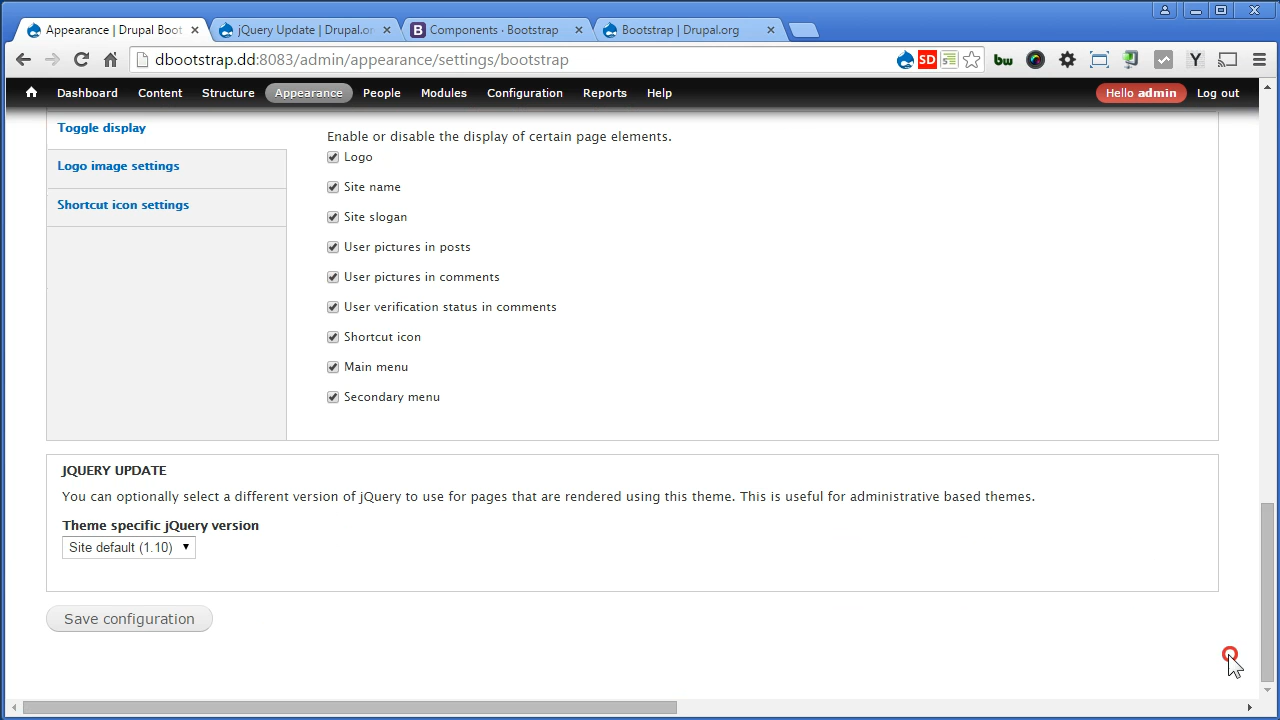 Appearance | Drupal Boot
jQuery Update | Drupal.or
B Components · Bootstrap
Bootstrap | Drupal.org
dbootstrap.dd:8083/admin/appearance/settings/bootstrap
SD
bw
Y
Dashboard Content Structure Appearance People Modules Configuration Reports Help
Hello admin Log out
Toggle display
Logo image settings
Shortcut icon settings
Enable or disable the display of certain page elements.
Logo
Site name
Site slogan
User pictures in posts
User pictures in comments
User verification status in comments
Shortcut icon
Main menu
Secondary menu
JQUERY UPDATE
You can optionally select a different version of jQuery to use for pages that are rendered using this theme. This is useful for administrative based themes.
Theme specific jQuery version
Site default (1.10)
Save configuration